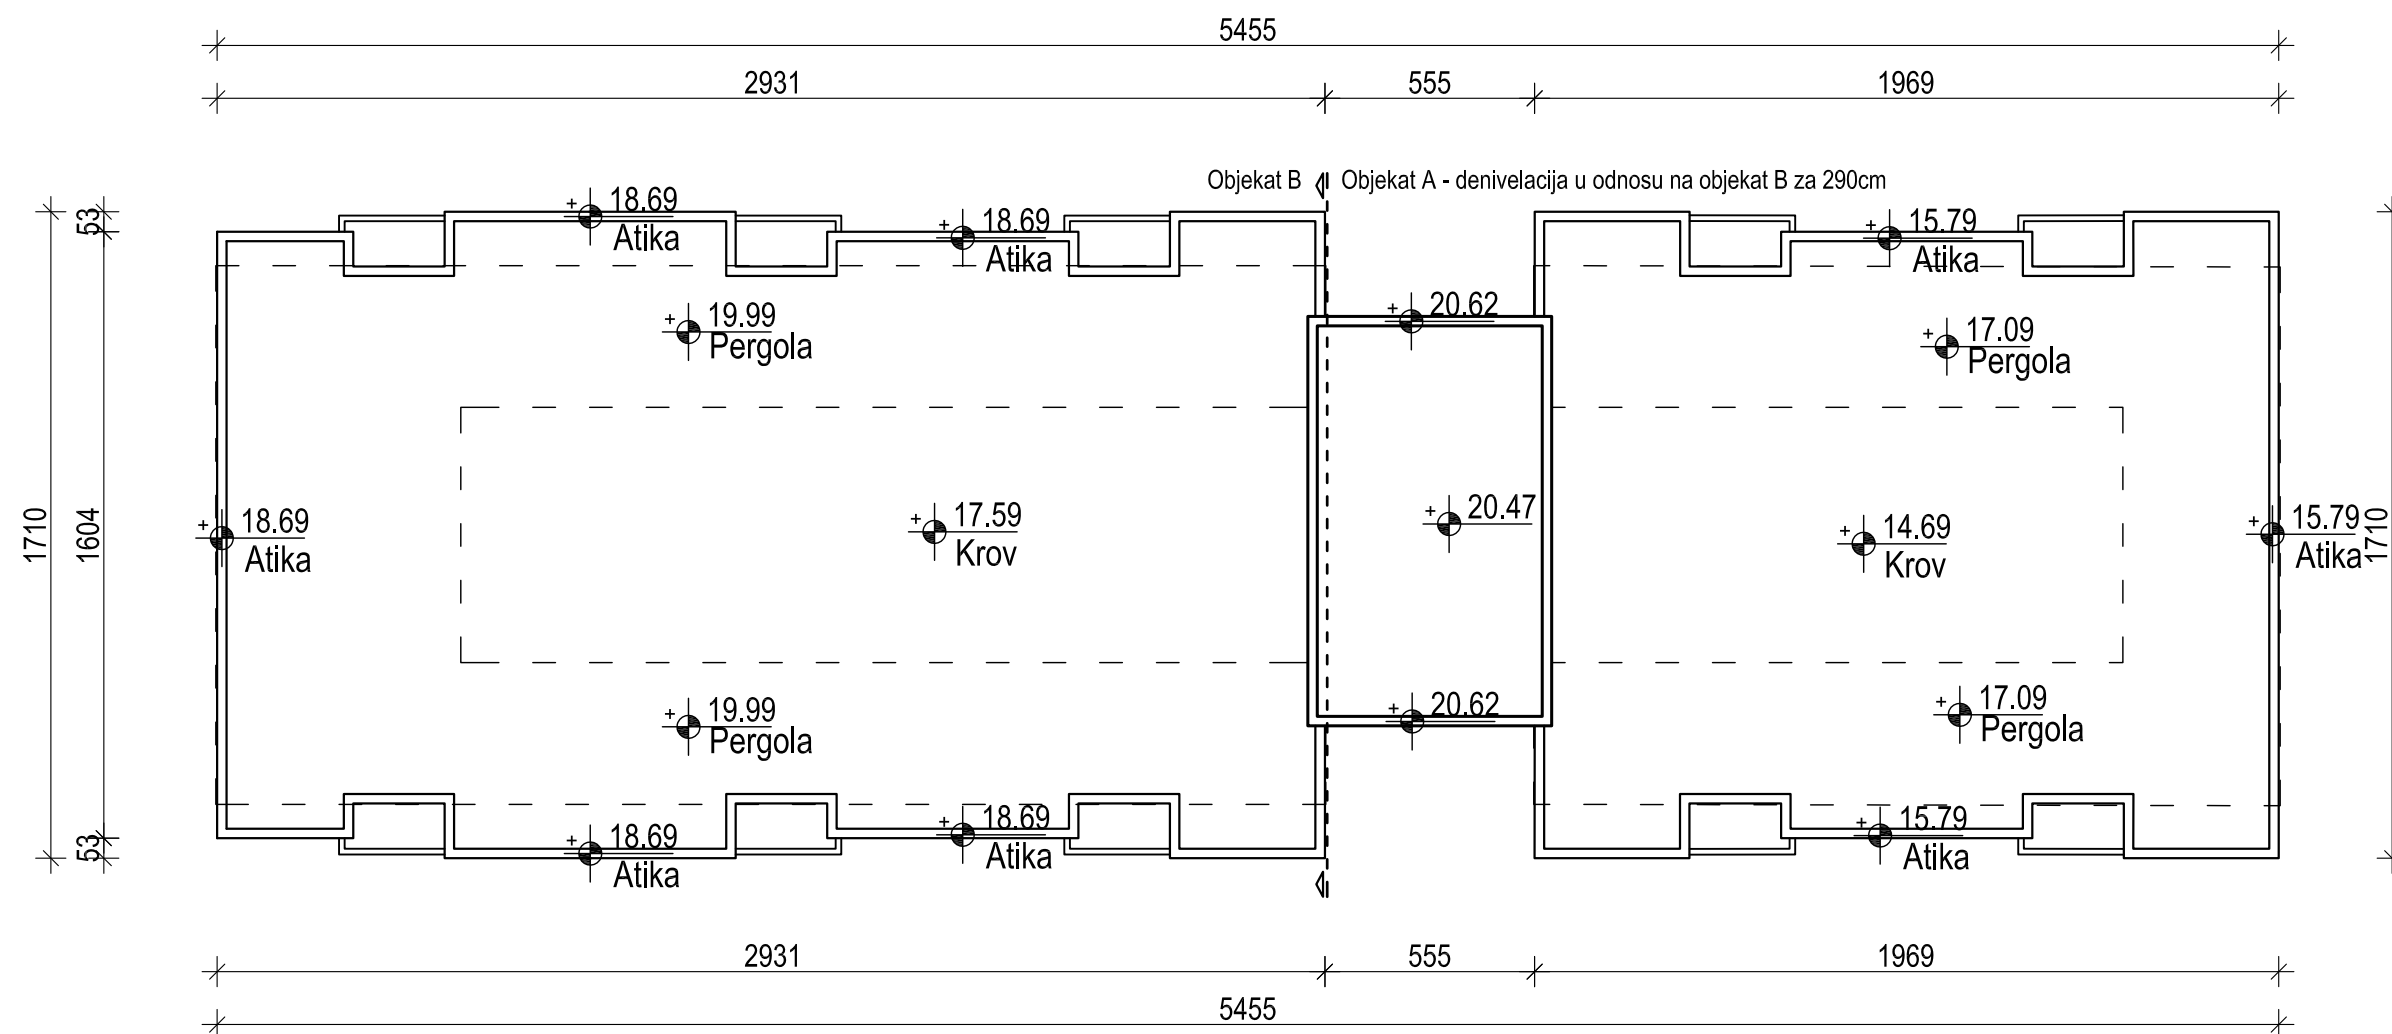 5455
2931
555
1969
Objekat B
Objekat A - denivelacija u odnosu na objekat B za 290cm
53
1604
53
1710
1710
+ 18.69
Atika
+ 18.69
Atika
+ 15.79
Atika
+ 19.99
Pergola
+ 20.62
+ 17.09
Pergola
+ 18.69
Atika
+ 17.59
Krov
+ 20.47
+ 14.69
Krov
+ 15.79
Atika
+ 19.99
Pergola
+ 20.62
+ 17.09
Pergola
+ 18.69
Atika
+ 18.69
Atika
+ 15.79
Atika
2931
555
1969
5455